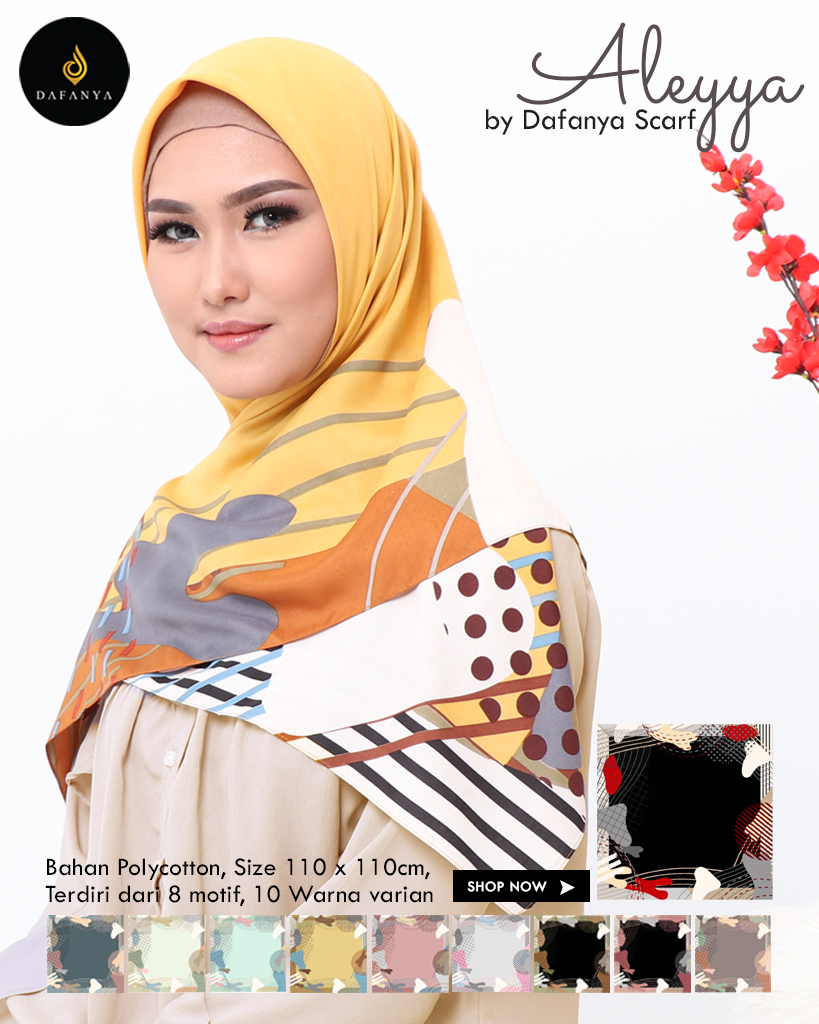 DAFANYA
Aleyya
by Dafanya Scarf
Bahan Polycotton, Size 110 x 110cm,
Terdiri dari 8 motif, 10 Warna varian
SHOP NOW